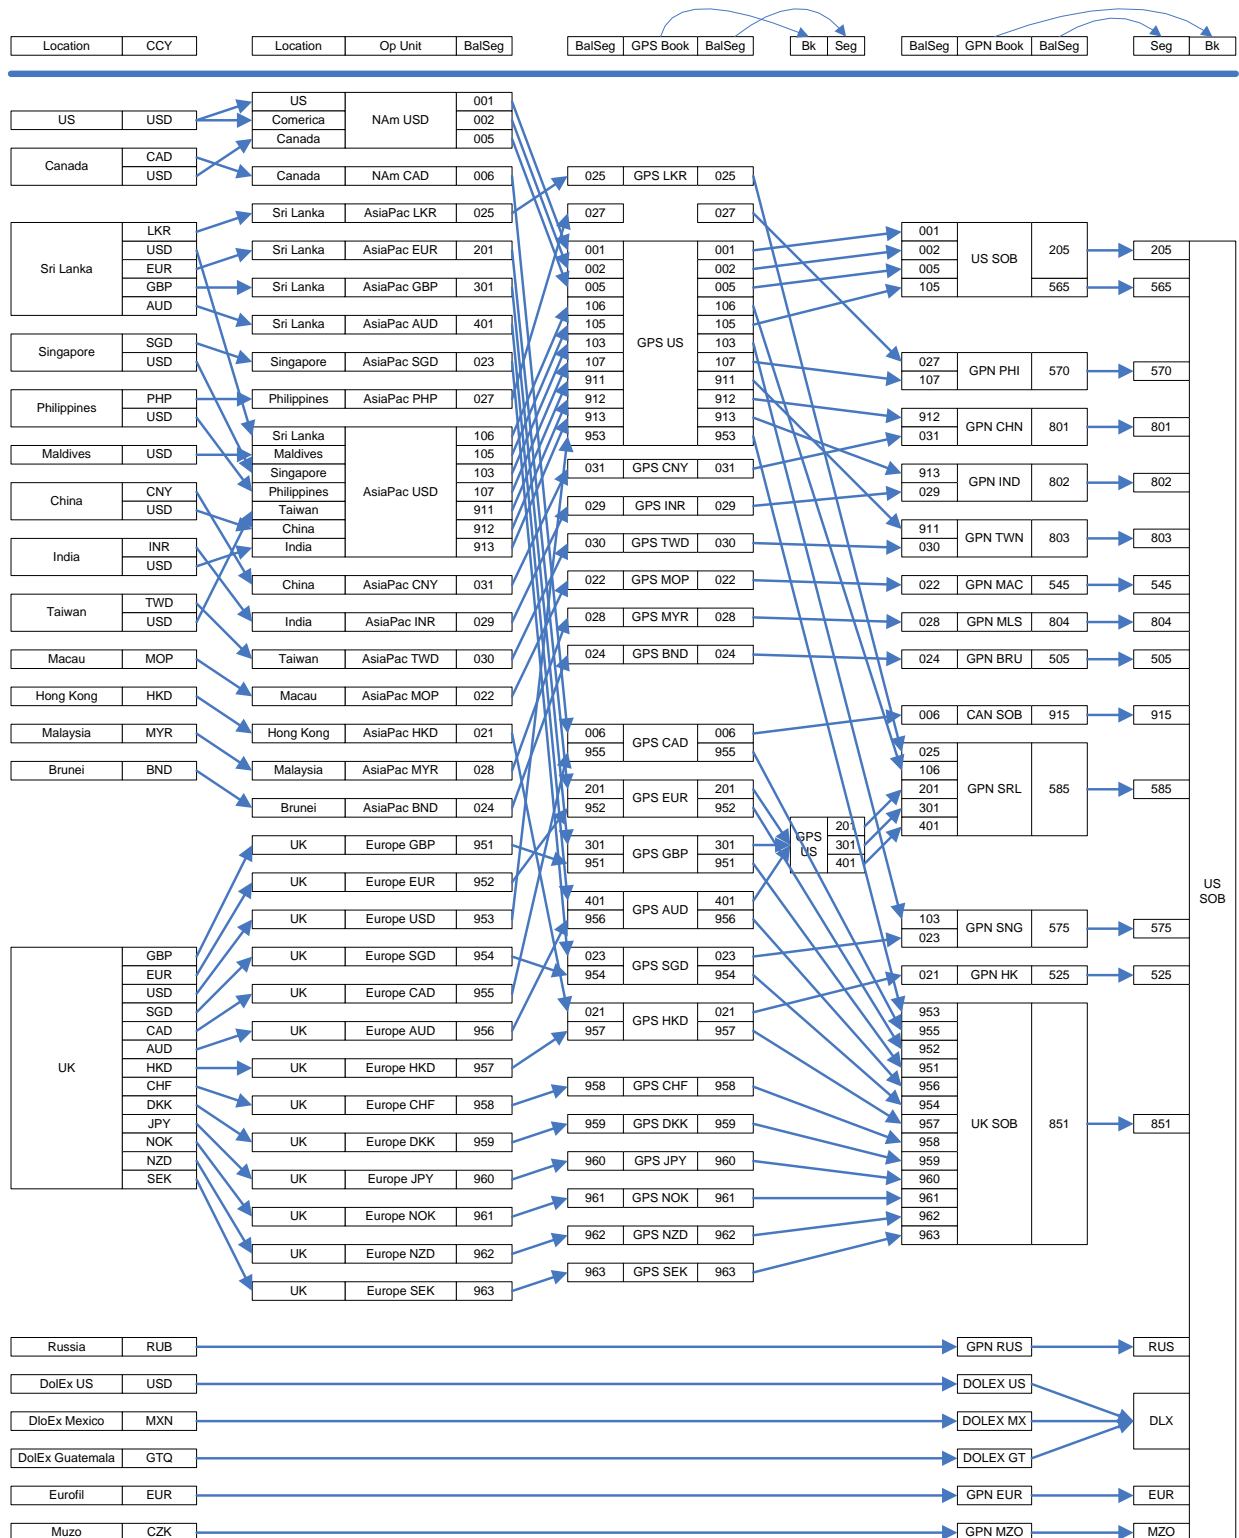 Location CCY Location Op Unit BalSeg BalSeg GPS Book BalSeg Bk Seg BalSeg GPN Book BalSeg Seg Bk
US USD
Canada CAD
USD
Sri Lanka LKR
USD
EUR
GBP
AUD
Singapore SGD
USD
Philippines PHP
USD
Maldives USD
China CNY
USD
India INR
USD
Taiwan TWD
USD
Macau MOP
Hong Kong HKD
Malaysia MYR
Brunei BND
UK GBP
EUR
USD
SGD
CAD
AUD
HKD
CHF
DKK
JPY
NOK
NZD
SEK
US NAm USD 001
Comerica 002
Canada 005
Canada NAm CAD 006
Sri Lanka AsiaPac LKR 025
Sri Lanka AsiaPac EUR 201
Sri Lanka AsiaPac GBP 301
Sri Lanka AsiaPac AUD 401
Singapore AsiaPac SGD 023
Philippines AsiaPac PHP 027
Sri Lanka AsiaPac USD 106
Maldives 105
Singapore 103
Philippines 107
Taiwan 911
China 912
India 913
China AsiaPac CNY 031
India AsiaPac INR 029
Taiwan AsiaPac TWD 030
Macau AsiaPac MOP 022
Hong Kong AsiaPac HKD 021
Malaysia AsiaPac MYR 028
Brunei AsiaPac BND 024
UK Europe GBP 951
UK Europe EUR 952
UK Europe USD 953
UK Europe SGD 954
UK Europe CAD 955
UK Europe AUD 956
UK Europe HKD 957
UK Europe CHF 958
UK Europe DKK 959
UK Europe JPY 960
UK Europe NOK 961
UK Europe NZD 962
UK Europe SEK 963
025 GPS LKR 025
027 027
GPS US
001 001
002 002
005 005
106 106
105 105
103 103
107 107
911 911
912 912
913 913
953 953
031 GPS CNY 031
029 GPS INR 029
030 GPS TWD 030
022 GPS MOP 022
028 GPS MYR 028
024 GPS BND 024
006 GPS CAD 006
955 955
201 GPS EUR 201
952 952
301 GPS GBP 301
951 951
401 GPS AUD 401
956 956
023 GPS SGD 023
954 954
021 GPS HKD 021
957 957
958 GPS CHF 958
959 GPS DKK 959
960 GPS JPY 960
961 GPS NOK 961
962 GPS NZD 962
963 GPS SEK 963
GPS
US
201
301
401
001 US SOB 205 205
002
005
105 565 565
027 GPN PHI 570 570
107
912 GPN CHN 801 801
031
913 GPN IND 802 802
029
911 GPN TWN 803 803
030
022 GPN MAC 545 545
028 GPN MLS 804 804
024 GPN BRU 505 505
006 CAN SOB 915 915
025
106
201 GPN SRL 585 585
301
401
103 GPN SNG 575 575
023
021 GPN HK 525 525
953
955
952
951
956
954
957 UK SOB 851 851
958
959
960
961
962
963
US
SOB
Russia RUB GPN RUS RUS
DolEx US USD DOLEX US
DloEx Mexico MXN DOLEX MX DLX
DolEx Guatemala GTQ DOLEX GT
Eurofil EUR GPN EUR EUR
Muzo CZK GPN MZO MZO